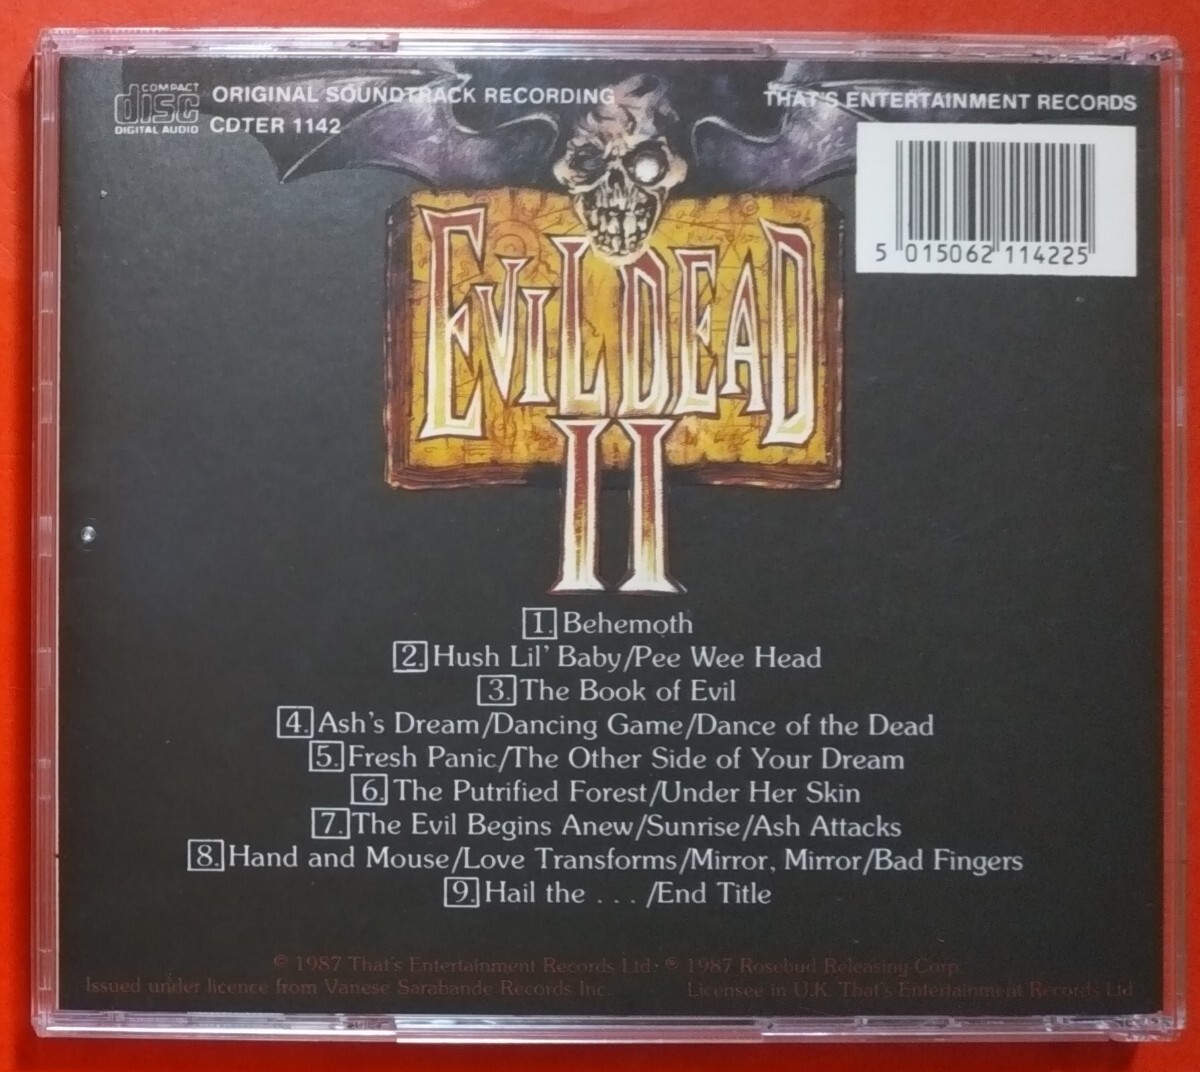 COMPACT
disc
DIGITAL AUDIO
ORIGINAL SOUNDTRACK RECORDING
CDTER 1142
THAT'S ENTERTAINMENT RECORDS
5 015062 114225
EVIL DEAD
II
1. Behemoth
2. Hush Lil' Baby/Pee Wee Head
3. The Book of Evil
4. Ash's Dream/Dancing Game/Dance of the Dead
5. Fresh Panic/The Other Side of Your Dream
6. The Putrified Forest/Under Her Skin
7. The Evil Begins Anew/Sunrise/Ash Attacks
8. Hand and Mouse/Love Transforms/Mirror, Mirror/Bad Fingers
9. Hail the . . . /End Title
© 1987 That's Entertainment Records Ltd· ℗ 1987 Rosebud Releasing Corp.
Issued under licence from Vanese Sarabande Records Inc. Licensee in U.K. That's Entertainment Records Ltd